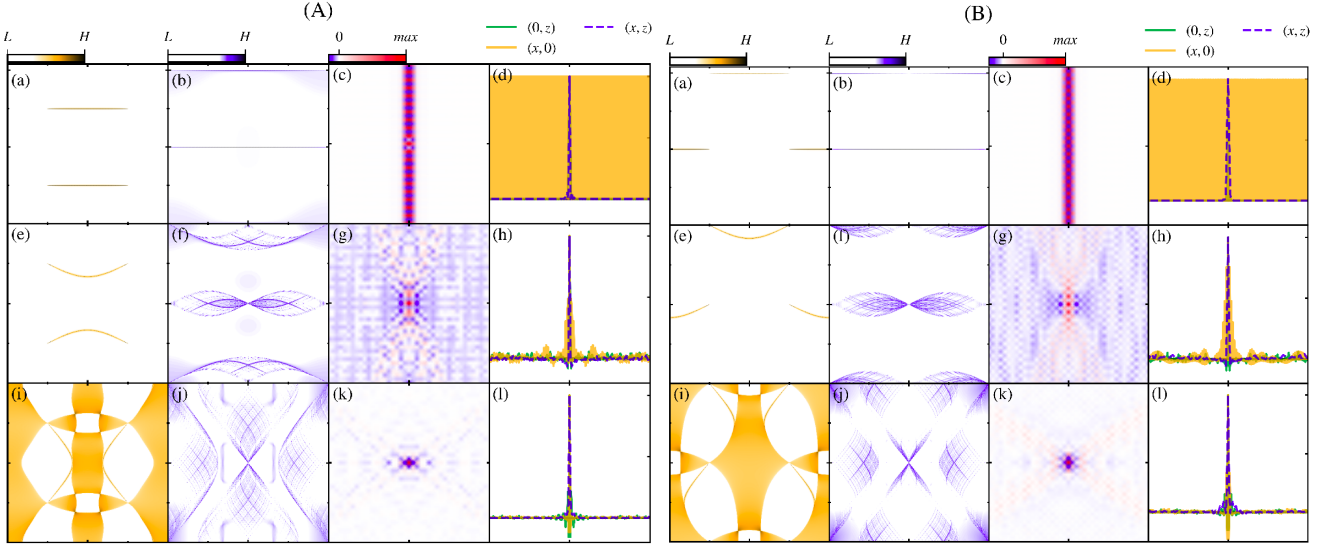 (A)
(B)
(0, z)
(x, z)
(x, 0)
(0, z)
(x, z)
(x, 0)
L H
L H
0 max
L H
L H
0 max
(a) (b) (c) (d)
(a) (b) (c) (d)
(e) (f) (g) (h)
(e) (f) (g) (h)
(i) (j) (k) (l)
(i) (j) (k) (l)